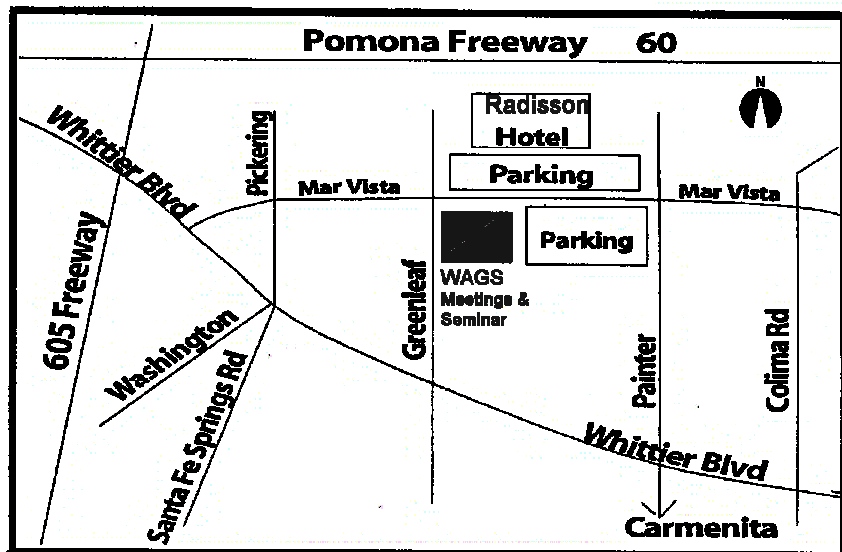 Pomona Freeway 60
N
Radisson
Hotel
Whittier Blvd
Pickering
Parking
Mar Vista
Mar Vista
Parking
605 Freeway
WAGS
Meetings &
Seminar
Greenleaf
Washington
Santa Fe Springs Rd
Painter
Colima Rd
Whittier Blvd
Carmenita